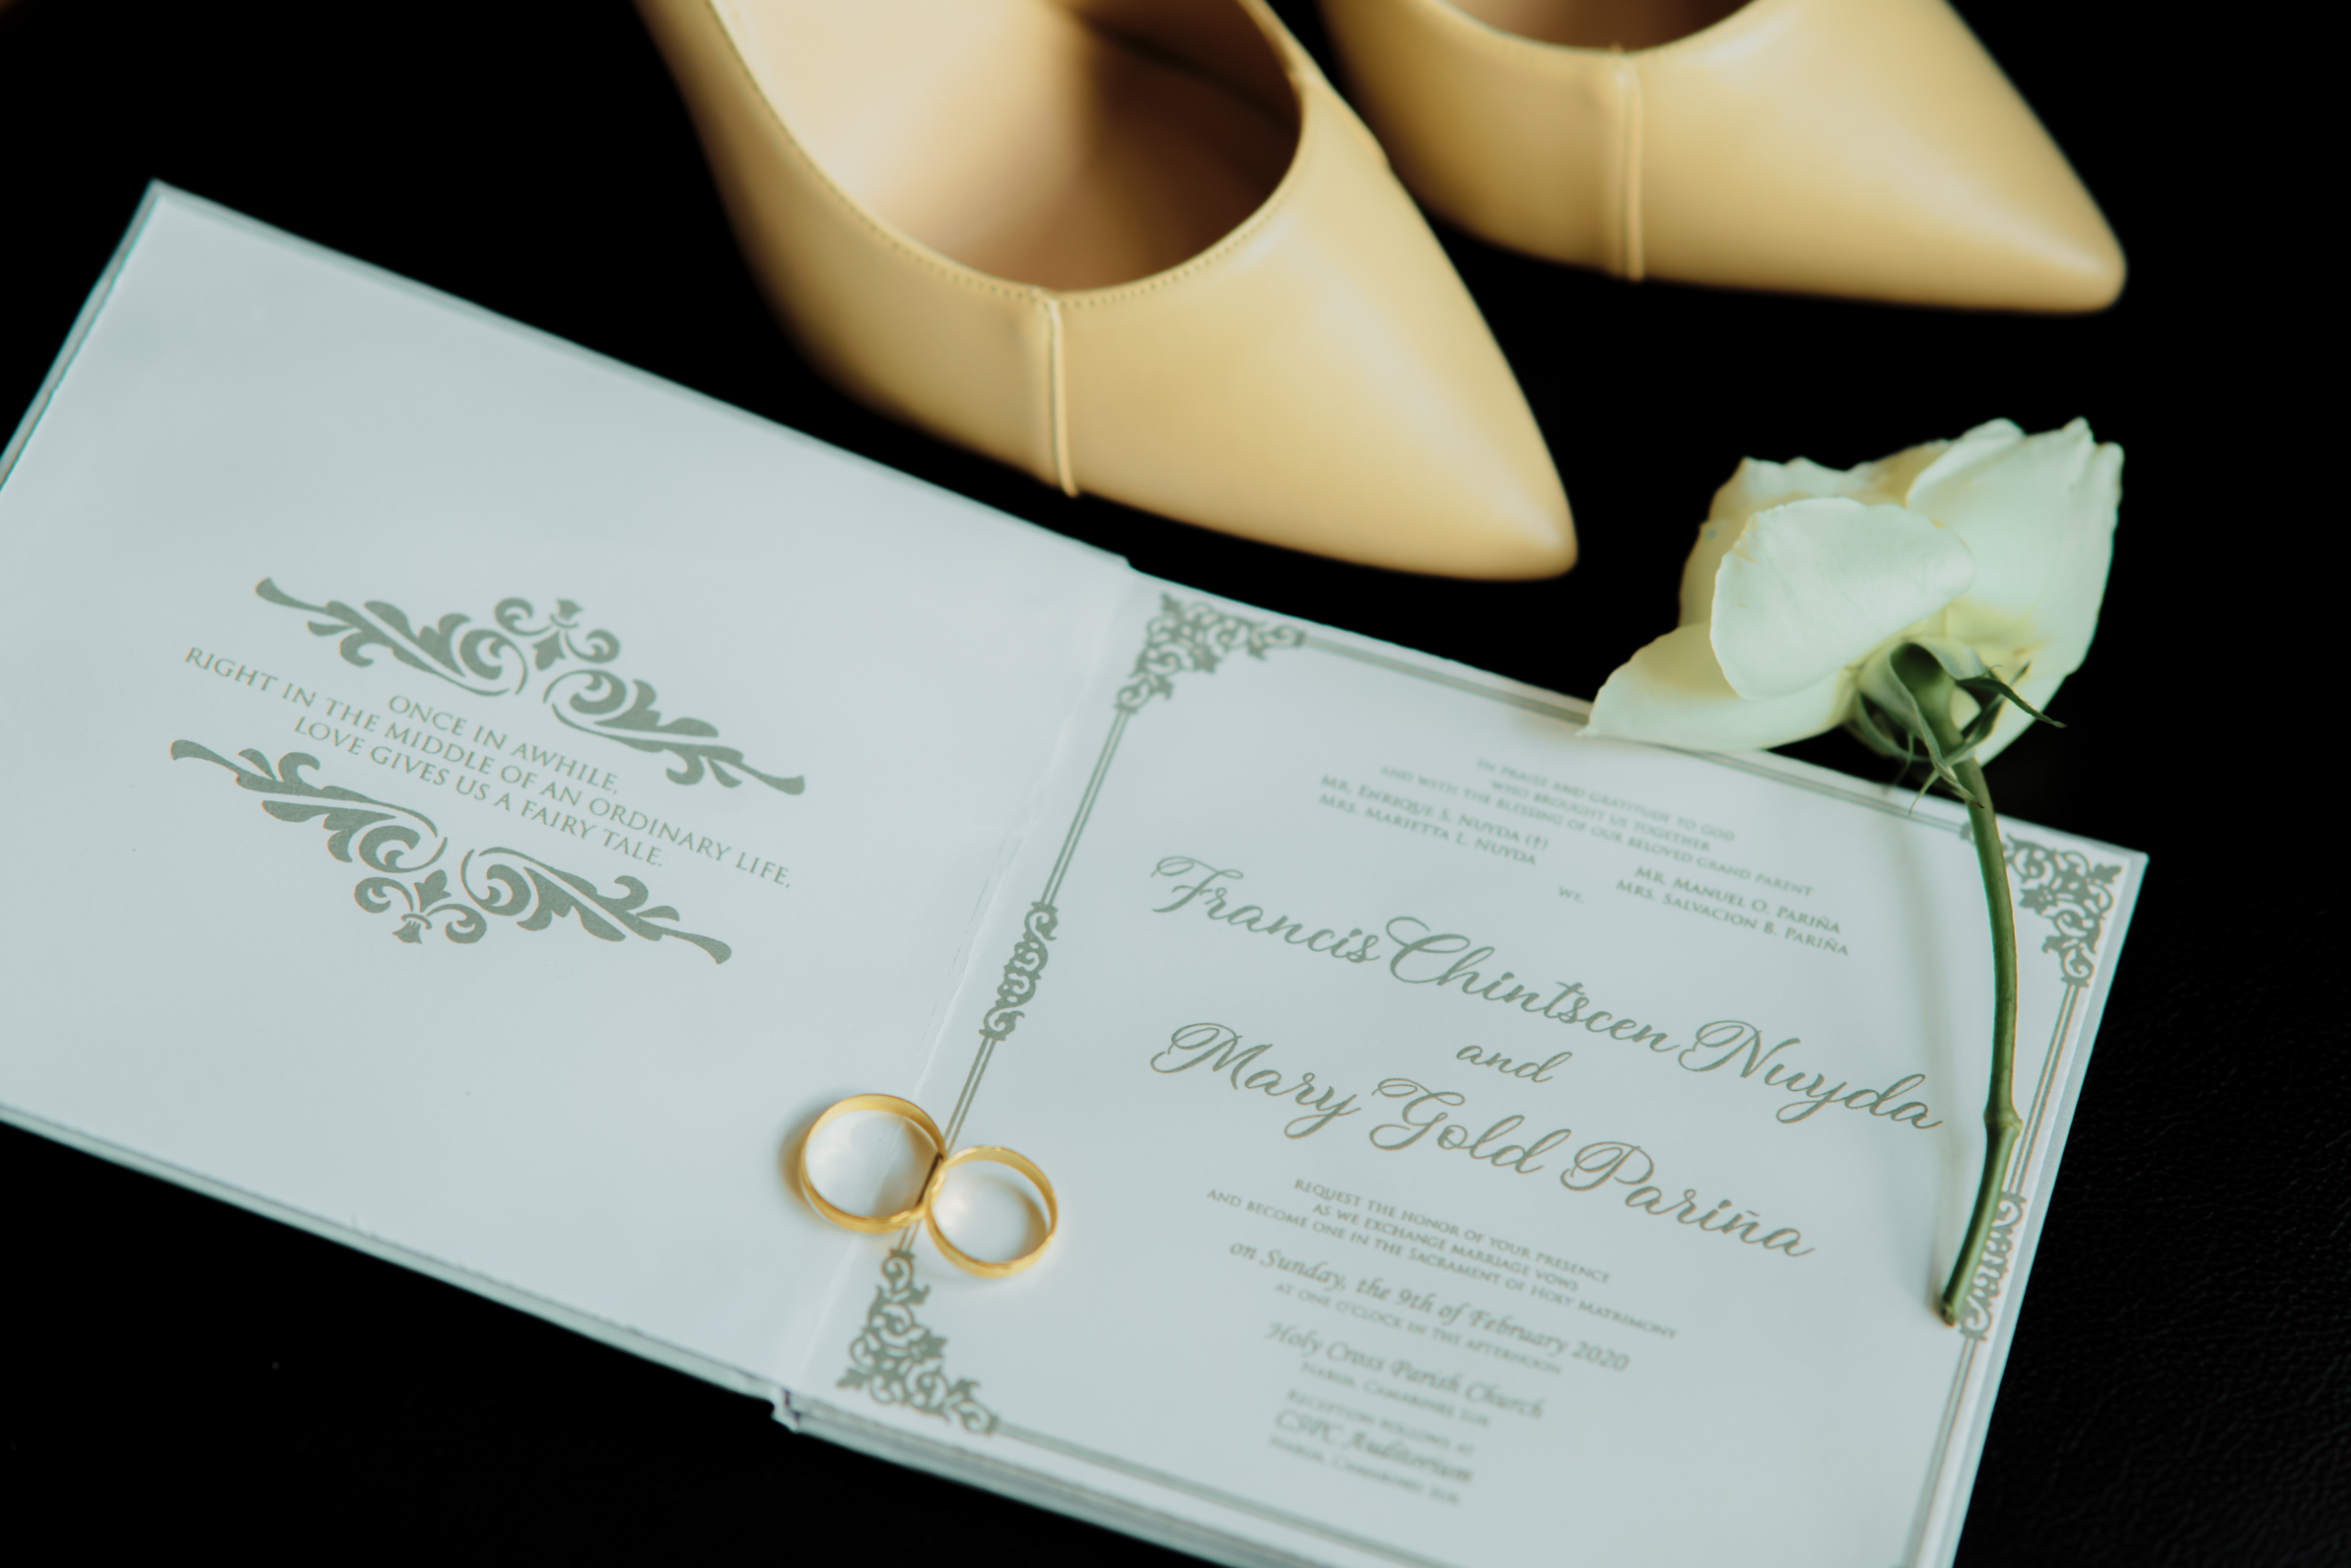 ONCE IN AWHILE,
RIGHT IN THE MIDDLE OF AN ORDINARY LIFE,
LOVE GIVES US A FAIRY TALE.
IN PRAISE AND GRATITUDE TO GOD
WHO BROUGHT US TOGETHER
AND WITH THE BLESSING OF OUR BELOVED GRAND PARENT
MR. ENRIQUE S. NUYDA (†)
MRS. MARIETTA L. NUYDA
MR. MANUEL O. PARIÑA
MRS. SALVACION B. PARIÑA
WE,
Francis Chintscen Nuyda
and
Mary Gold Pariña
REQUEST THE HONOR OF YOUR PRESENCE
AS WE EXCHANGE MARRIAGE VOWS
AND BECOME ONE IN THE SACRAMENT OF HOLY MATRIMONY
on Sunday, the 9th of February 2020
AT ONE O'CLOCK IN THE AFTERNOON
Holy Cross Parish Church
NABUA, CAMARINES SUR
RECEPTION FOLLOWS AT
CSPC Auditorium
NABUA, CAMARINES SUR